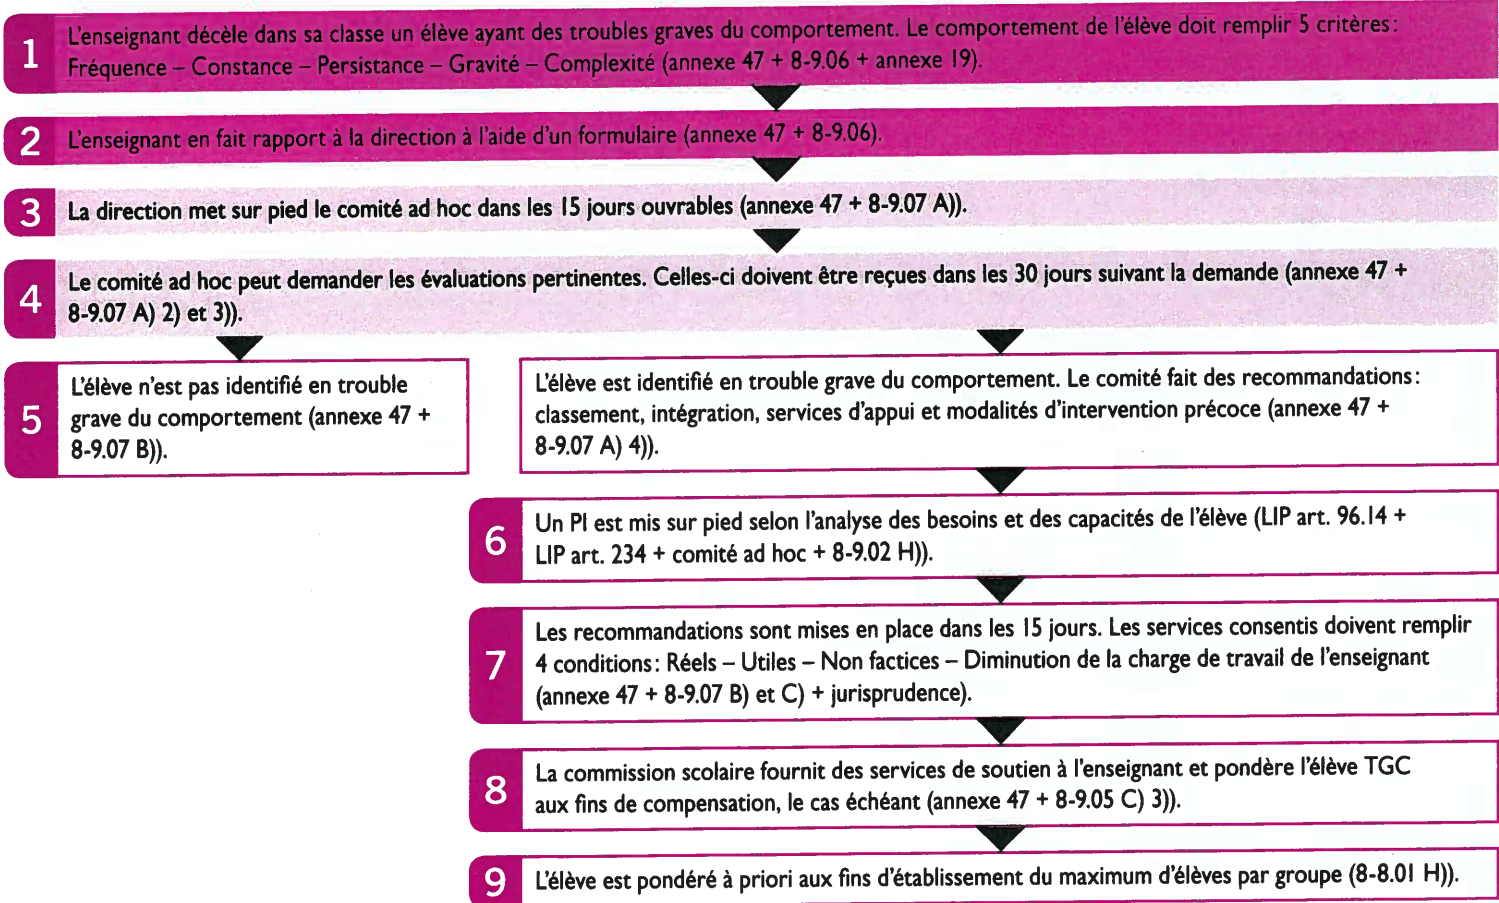 1
L'enseignant décèle dans sa classe un élève ayant des troubles graves du comportement. Le comportement de l'élève doit remplir 5 critères:
Fréquence – Constance – Persistance – Gravité – Complexité (annexe 47 + 8-9.06 + annexe 19).
2
L'enseignant en fait rapport à la direction à l'aide d'un formulaire (annexe 47 + 8-9.06).
3
La direction met sur pied le comité ad hoc dans les 15 jours ouvrables (annexe 47 + 8-9.07 A)).
4
Le comité ad hoc peut demander les évaluations pertinentes. Celles-ci doivent être reçues dans les 30 jours suivant la demande (annexe 47 +
8-9.07 A) 2) et 3)).
5
L'élève n'est pas identifié en trouble
grave du comportement (annexe 47 +
8-9.07 B)).
L'élève est identifié en trouble grave du comportement. Le comité fait des recommandations:
classement, intégration, services d'appui et modalités d'intervention précoce (annexe 47 +
8-9.07 A) 4)).
6
Un PI est mis sur pied selon l'analyse des besoins et des capacités de l'élève (LIP art. 96.14 +
LIP art. 234 + comité ad hoc + 8-9.02 H)).
7
Les recommandations sont mises en place dans les 15 jours. Les services consentis doivent remplir
4 conditions: Réels – Utiles – Non factices – Diminution de la charge de travail de l'enseignant
(annexe 47 + 8-9.07 B) et C) + jurisprudence).
8
La commission scolaire fournit des services de soutien à l'enseignant et pondère l'élève TGC
aux fins de compensation, le cas échéant (annexe 47 + 8-9.05 C) 3)).
9
L'élève est pondéré à priori aux fins d'établissement du maximum d'élèves par groupe (8-8.01 H)).